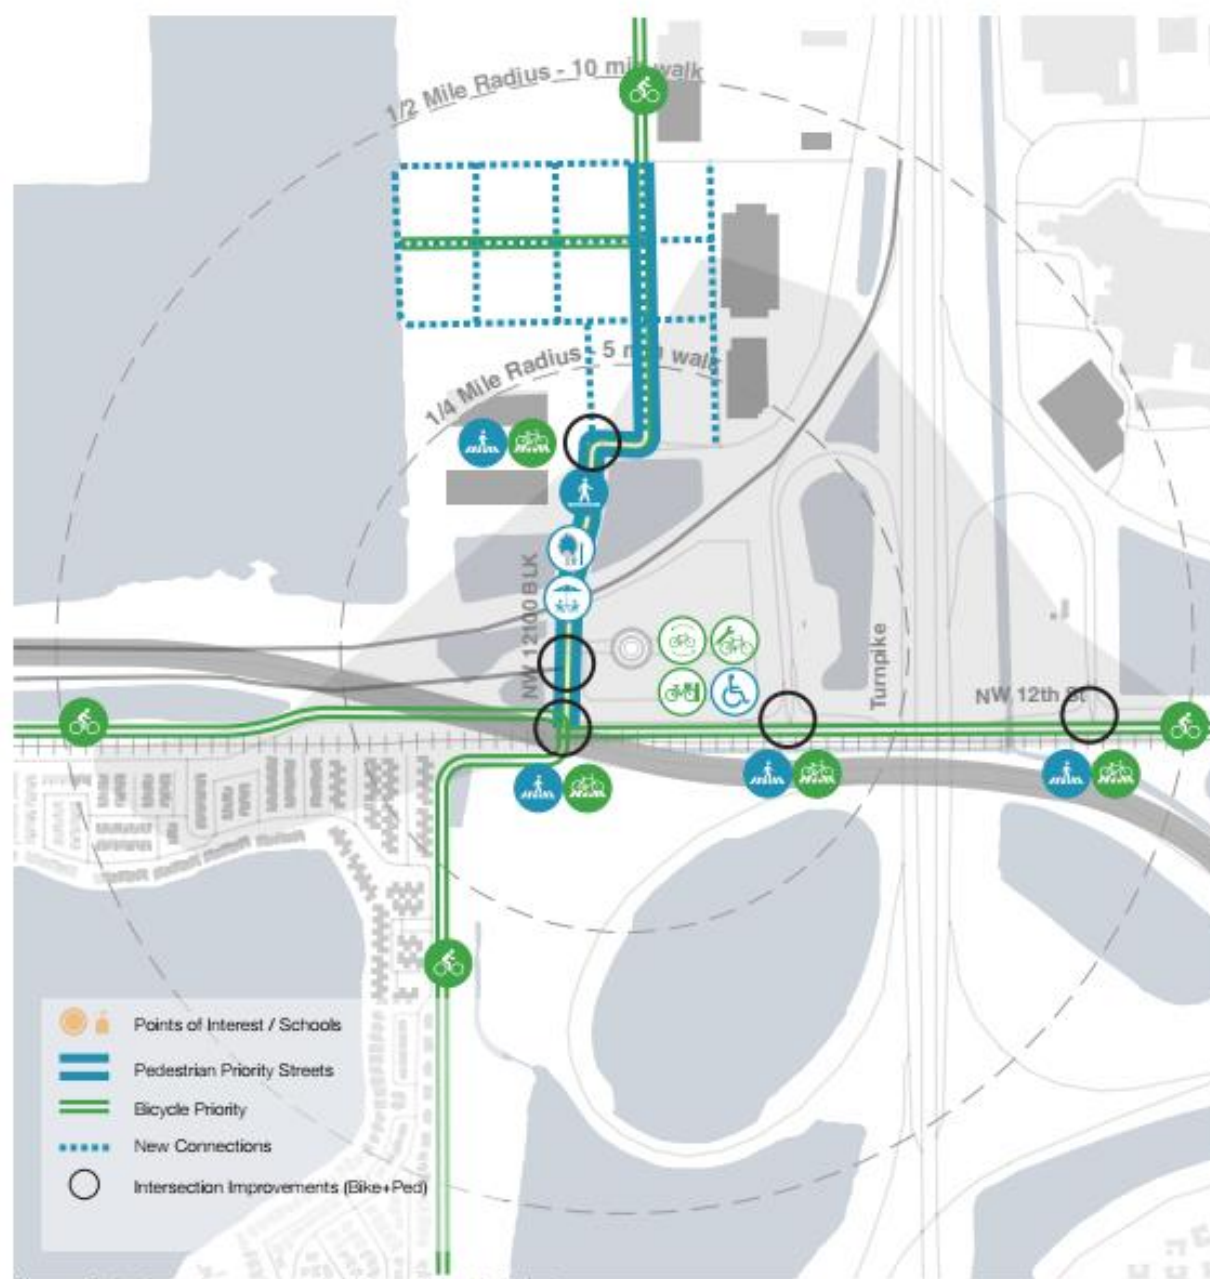 1/2 Mile Radius - 10 min walk
1/4 Mile Radius - 5 min walk
NW 12100 BLK
Turnpike
NW 12th St
Points of Interest / Schools
Pedestrian Priority Streets
Bicycle Priority
New Connections
Intersection Improvements (Bike+Ped)